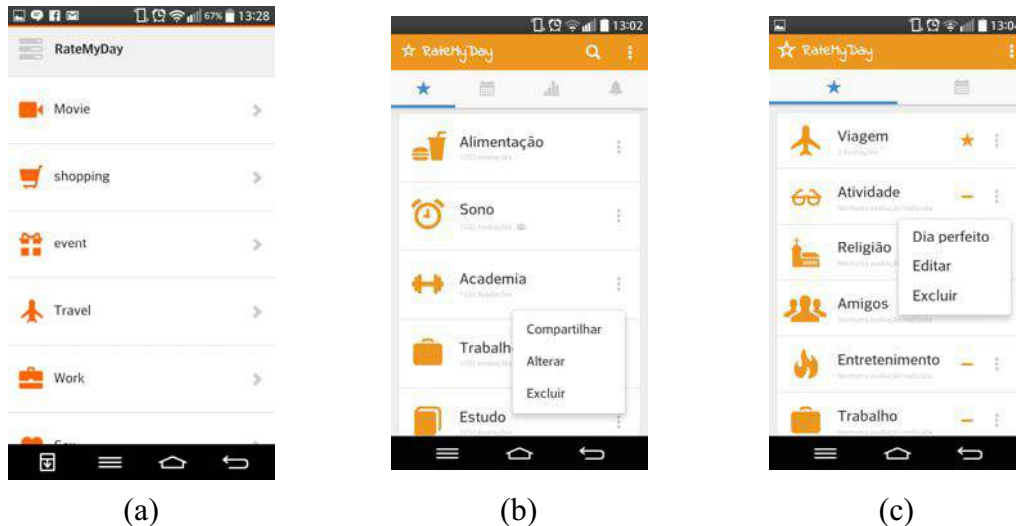 67% 13:28
RateMyDay
Movie
shopping
event
Travel
Work
(a)
13:02
RateMyDay
Alimentação
Sono
Academia
Compartilhar
Alterar
Excluir
Estudo
(b)
13:04
RateMyDay
Viagem
Atividade
Religião
Dia perfeito
Editar
Excluir
Amigos
Entretenimento
Trabalho
(c)